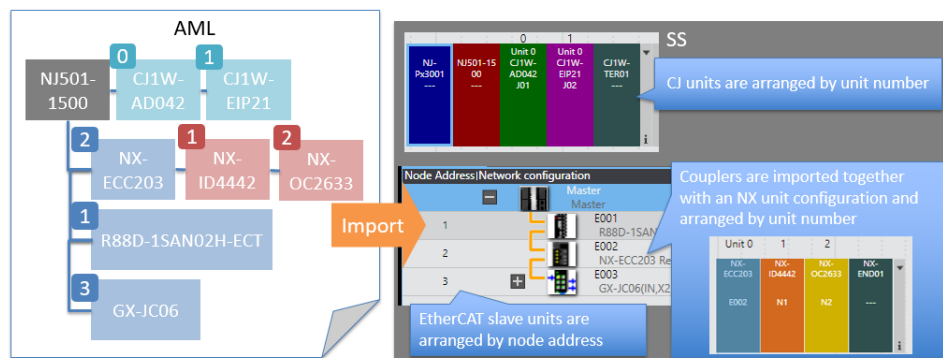 AML
0
1
NJ501-
1500
CJ1W-
AD042
CJ1W-
EIP21
2
1
2
NX-
ECC203
NX-
ID4442
NX-
OC2633
1
R88D-1SAN02H-ECT
3
GX-JC06
Import
SS
0
1
NJ-
Px3001
---
NJ501-15
00
---
Unit 0
CJ1W-
AD042
J01
Unit 0
CJ1W-
EIP21
J02
CJ1W-
TER01
---
i
CJ units are arranged by unit number
Node Address|Network configuration
Master
Master
1
E001
R88D-1SAN
2
E002
NX-ECC203 Re
3
E003
GX-JC06(IN,X2
EtherCAT slave units are
arranged by node address
Couplers are imported together
with an NX unit configuration and
arranged by unit number
Unit 0
1
2
NX-
ECC203
E002
NX-
ID4442
N1
NX-
OC2633
N2
NX-
END01
---
i